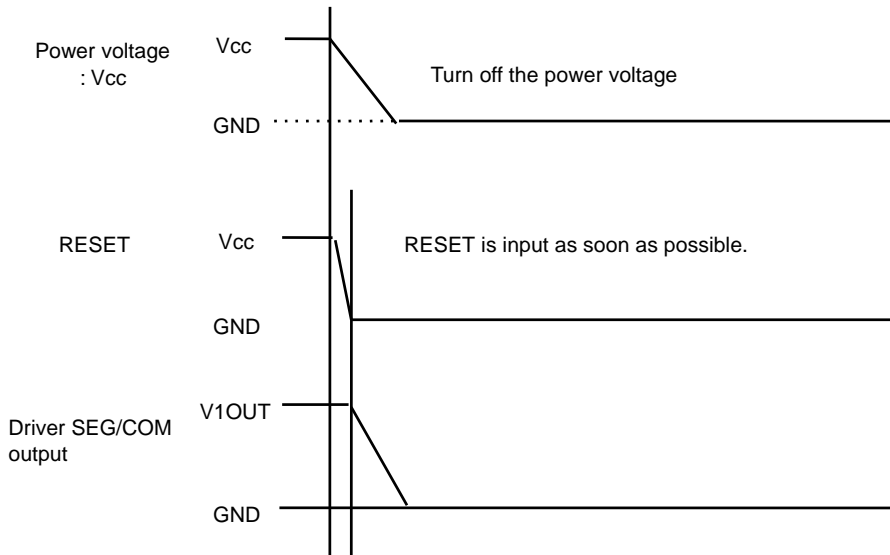 Power voltage
: Vcc
Vcc
Turn off the power voltage
GND
RESET
Vcc
RESET is input as soon as possible.
GND
Driver SEG/COM
output
V1OUT
GND